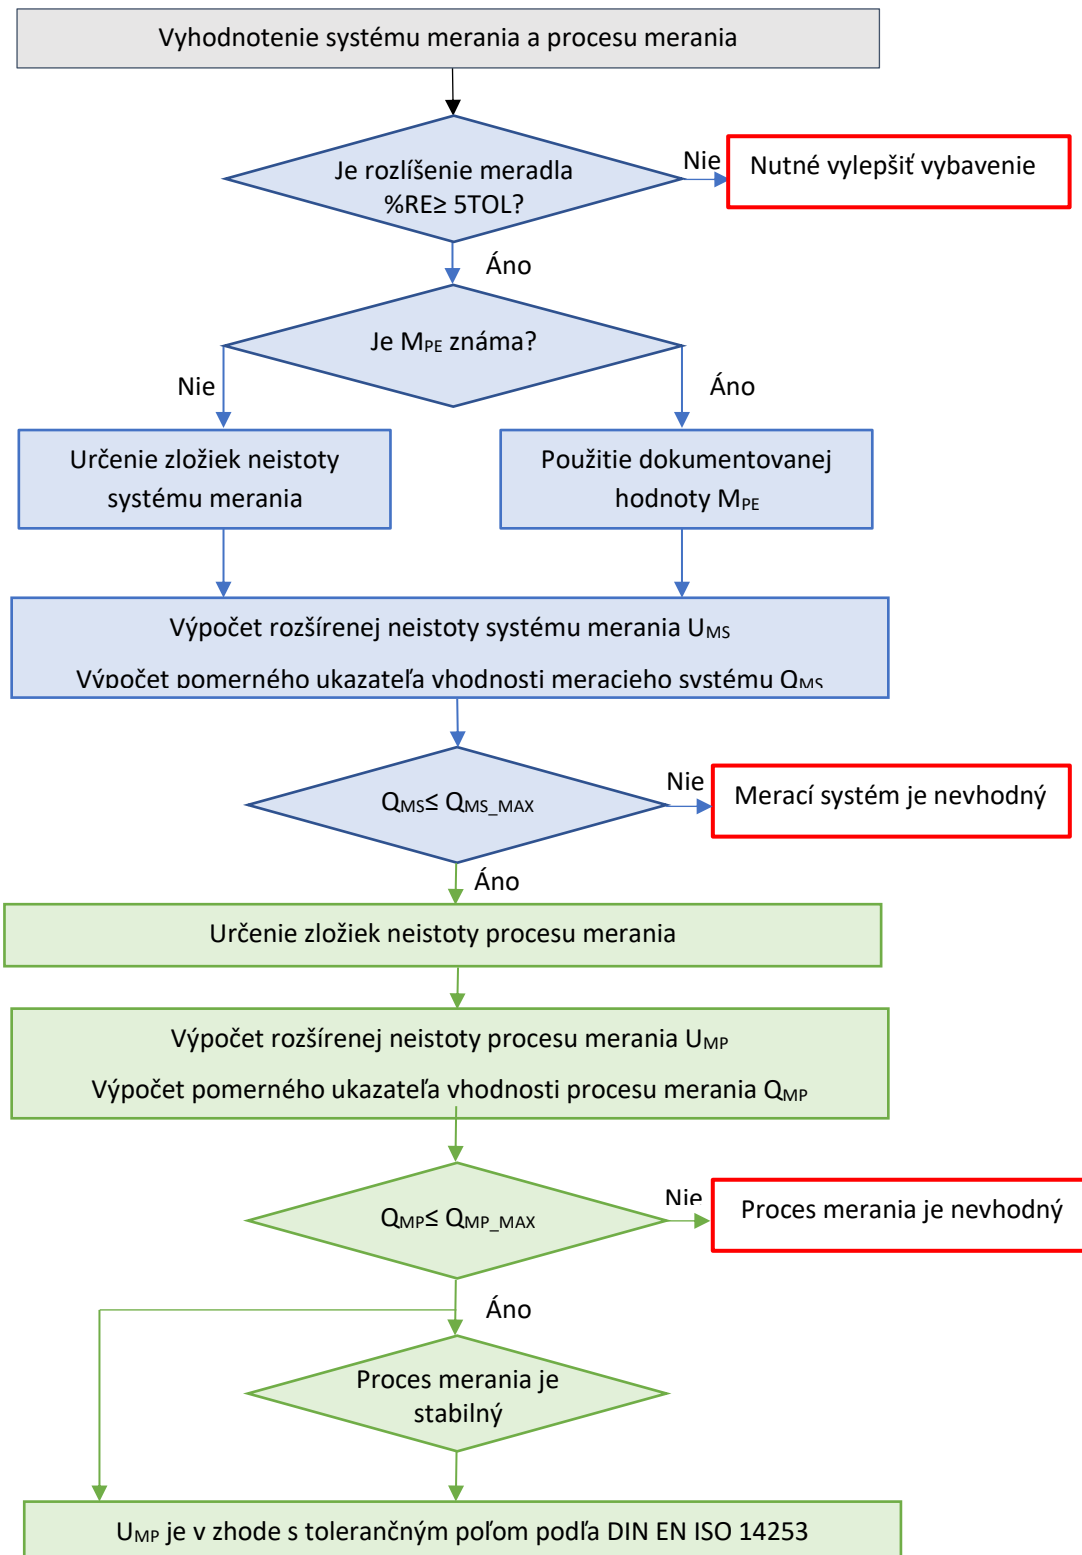 Vyhodnotenie systému merania a procesu merania
Je rozlíšenie meradla
%RE≥ 5TOL?
Nie
Nutné vylepšiť vybavenie
Áno
Je MPE známa?
Nie
Áno
Určenie zložiek neistoty
systému merania
Použitie dokumentovanej
hodnoty MPE
Výpočet rozšírenej neistoty systému merania UMS
Výpočet pomerného ukazateľa vhodnosti meracieho systému QMS
QMS≤ QMS_MAX
Nie
Merací systém je nevhodný
Áno
Určenie zložiek neistoty procesu merania
Výpočet rozšírenej neistoty procesu merania UMP
Výpočet pomerného ukazateľa vhodnosti procesu merania QMP
QMP≤ QMP_MAX
Nie
Proces merania je nevhodný
Áno
Proces merania je
stabilný
UMP je v zhode s tolerančným poľom podľa DIN EN ISO 14253